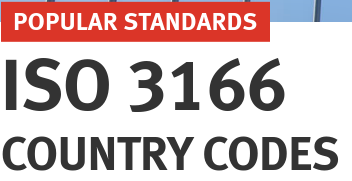 POPULAR STANDARDS
ISO 3166
COUNTRY CODES